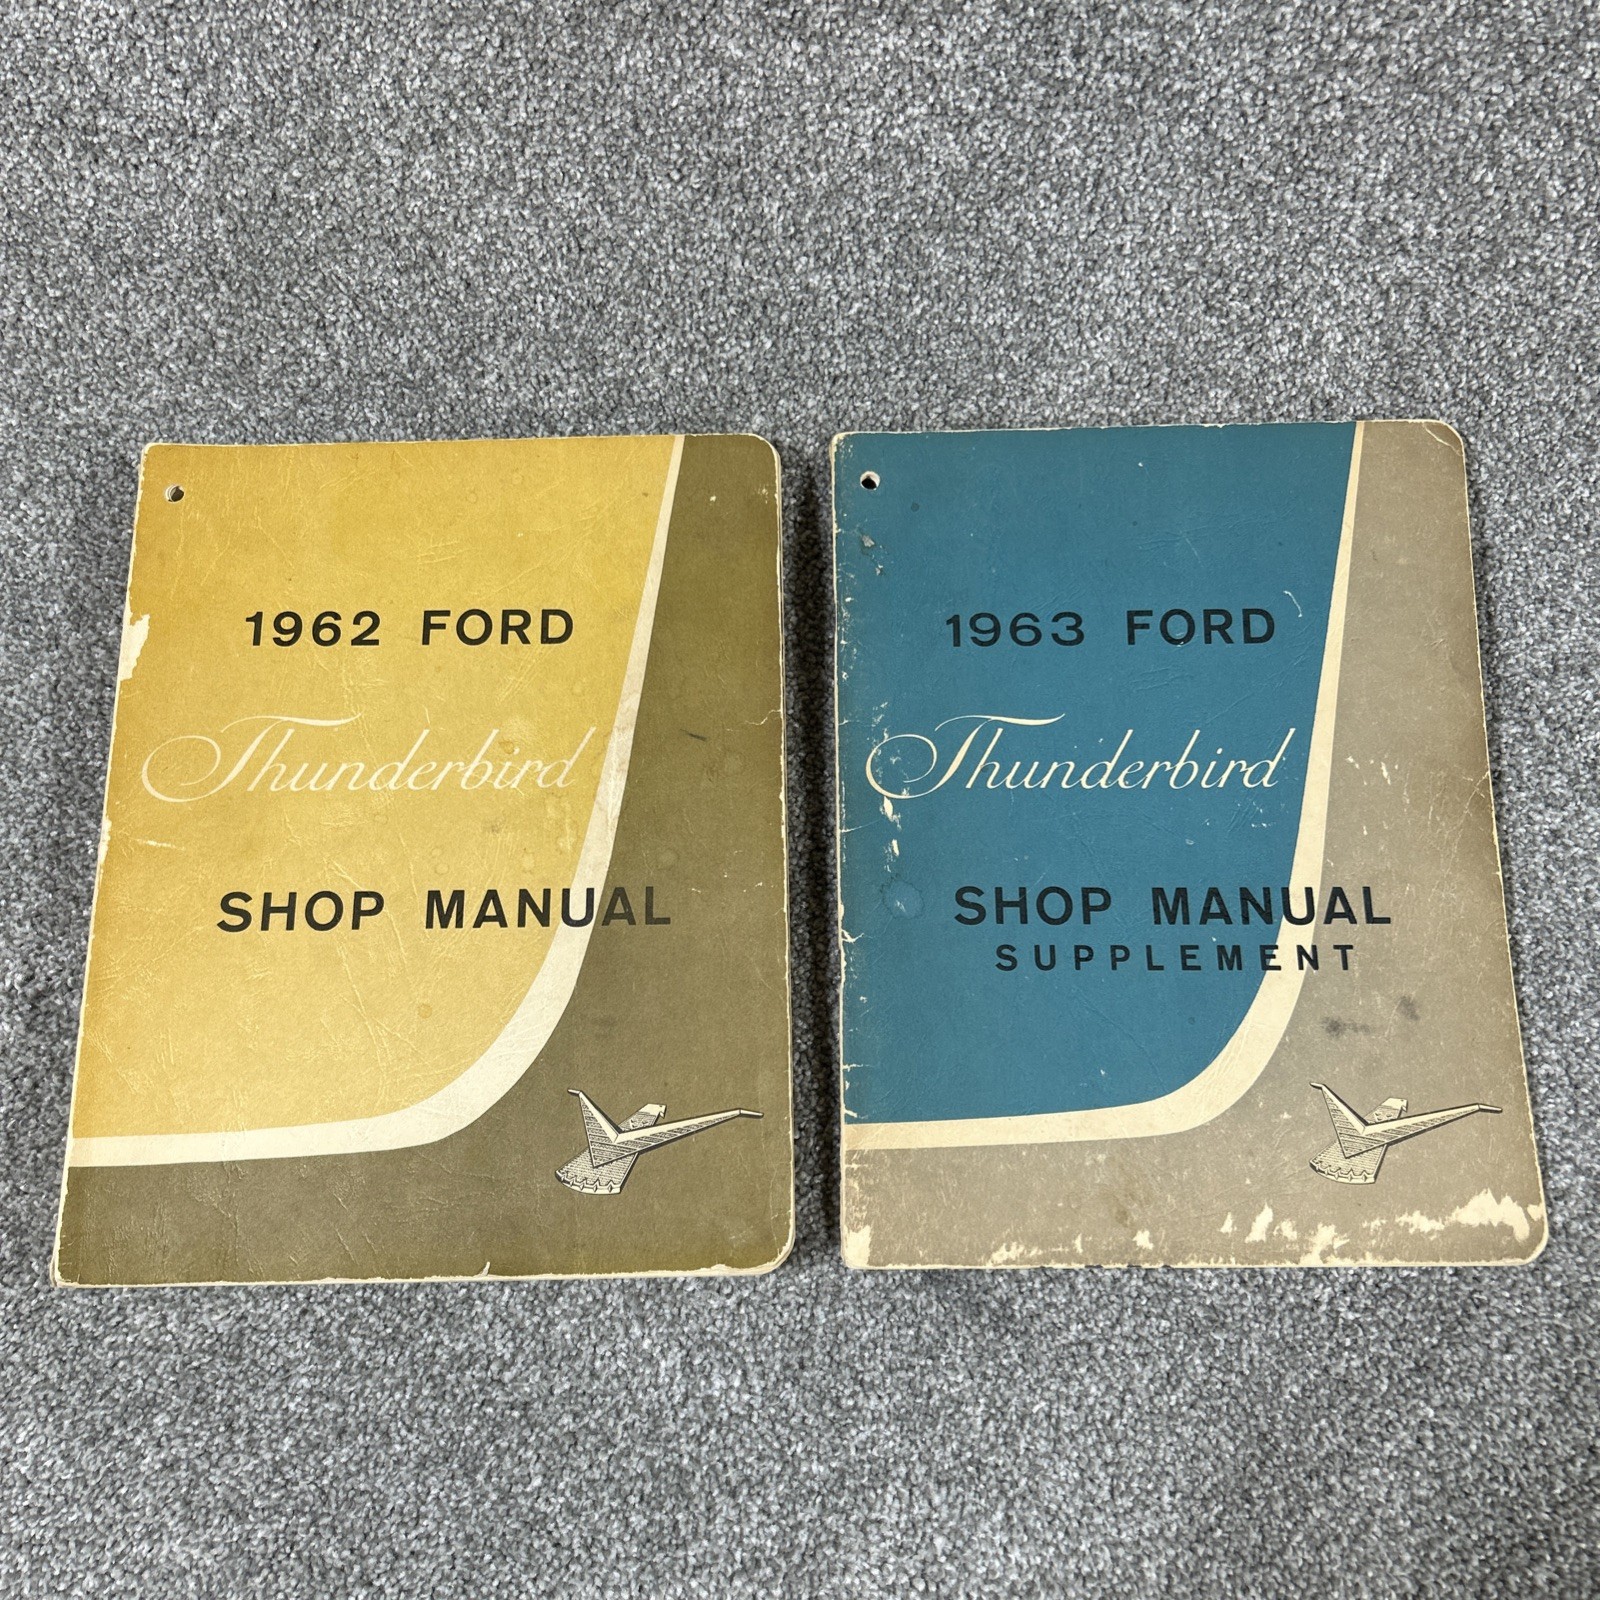 1962 FORD
Thunderbird
SHOP MANUAL
1963 FORD
Thunderbird
SHOP MANUAL
SUPPLEMENT